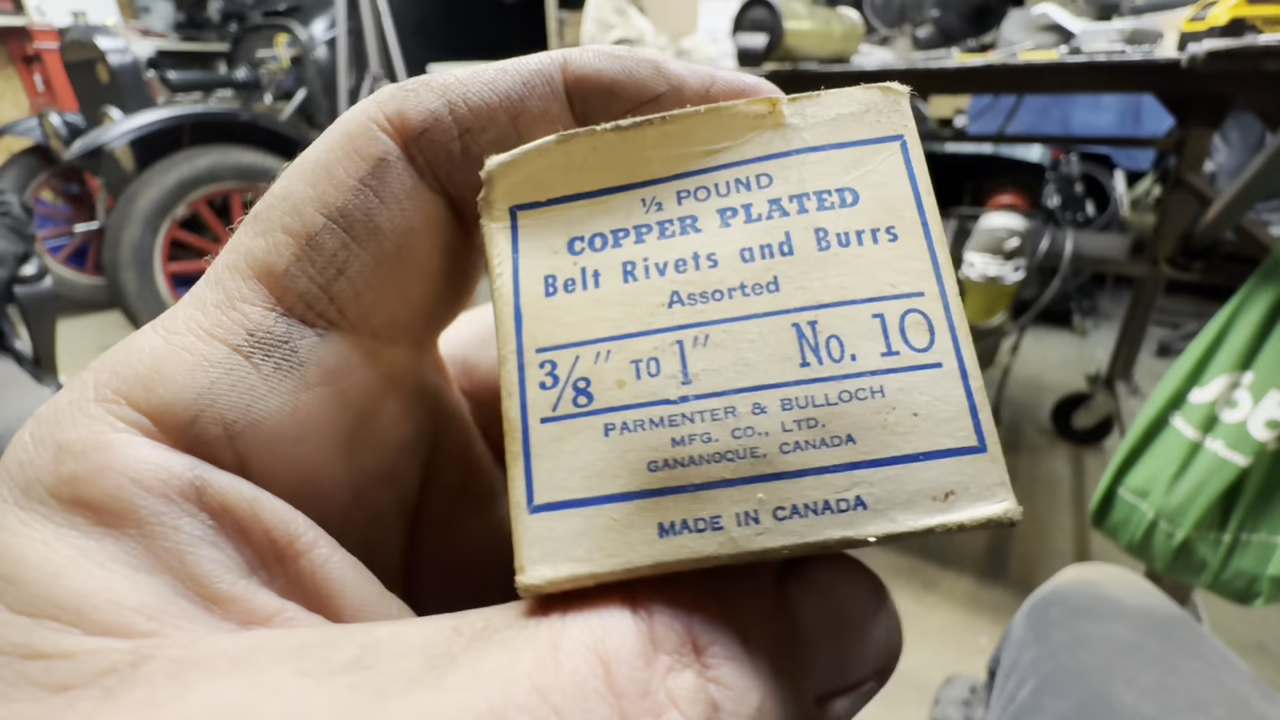 ½ POUND
COPPER PLATED
Belt Rivets and Burrs
Assorted
3/8" TO 1" No. 10
PARMENTER & BULLOCH
MFG. CO., LTD.
GANANOQUE, CANADA
MADE IN CANADA